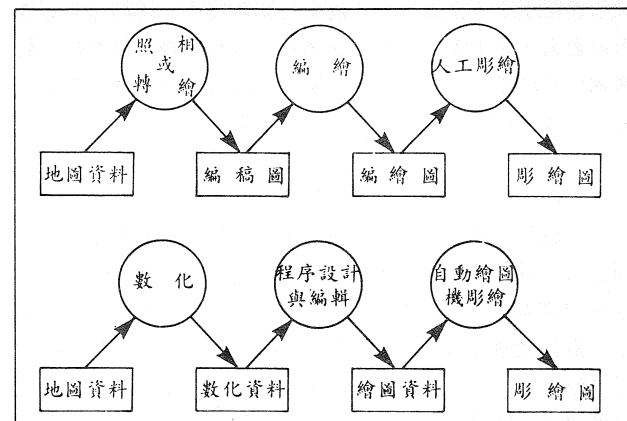 照相
或
轉繪
編繪
人工彫繪
地圖資料
編稿圖
編繪圖
彫繪圖
數化
程序設計
與編輯
自動繪圖
機彫繪
地圖資料
數化資料
繪圖資料
彫繪圖